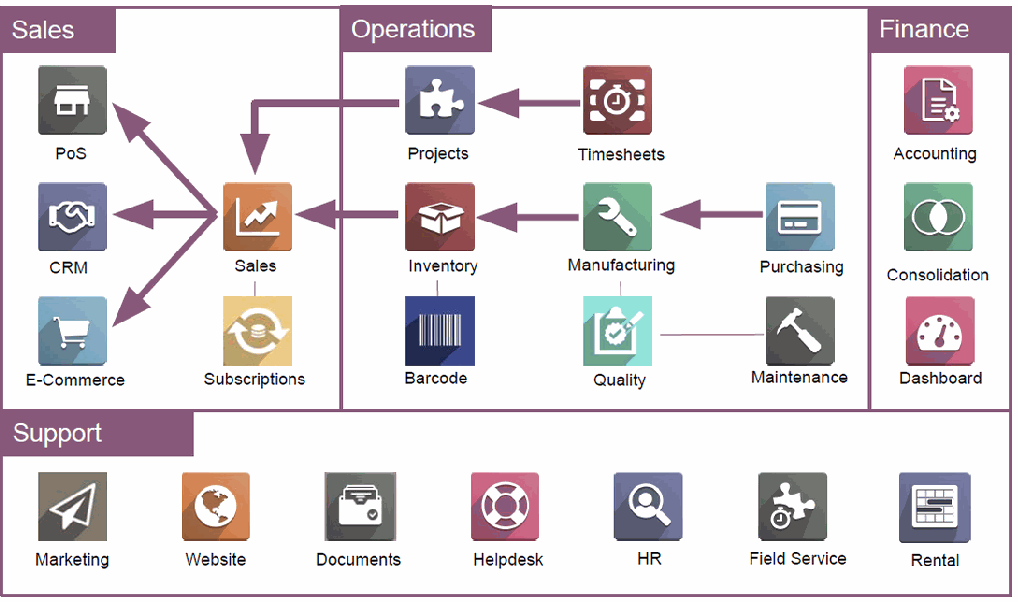 Sales
Operations
Finance
PoS
Projects
Timesheets
Accounting
CRM
Sales
Inventory
Manufacturing
Purchasing
Consolidation
E-Commerce
Subscriptions
Barcode
Quality
Maintenance
Dashboard
Support
Marketing
Website
Documents
Helpdesk
HR
Field Service
Rental